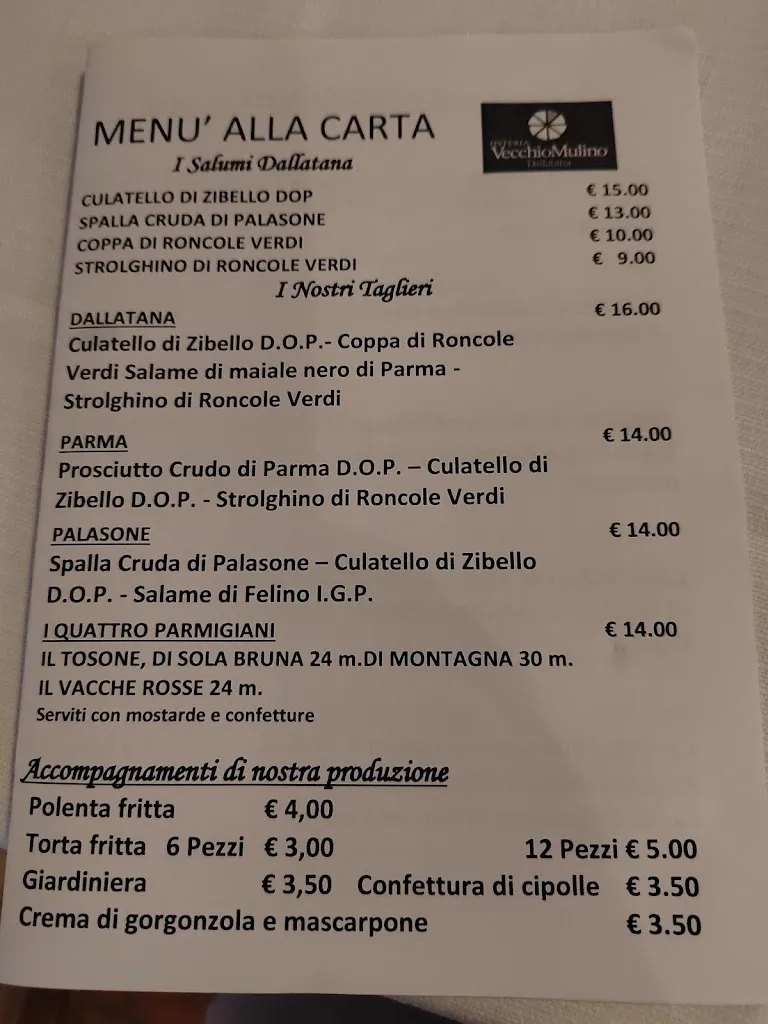 MENU' ALLA CARTA
OSTERIA
VecchioMulino
Dallatana
I Salumi Dallatana
CULATELLO DI ZIBELLO DOP € 15.00
SPALLA CRUDA DI PALASONE € 13.00
COPPA DI RONCOLE VERDI € 10.00
STROLGHINO DI RONCOLE VERDI € 9.00
I Nostri Taglieri
DALLATANA € 16.00
Culatello di Zibello D.O.P.- Coppa di Roncole
Verdi Salame di maiale nero di Parma -
Strolghino di Roncole Verdi
PARMA € 14.00
Prosciutto Crudo di Parma D.O.P. – Culatello di
Zibello D.O.P. - Strolghino di Roncole Verdi
PALASONE € 14.00
Spalla Cruda di Palasone – Culatello di Zibello
D.O.P. - Salame di Felino I.G.P.
I QUATTRO PARMIGIANI € 14.00
IL TOSONE, DI SOLA BRUNA 24 m.DI MONTAGNA 30 m.
IL VACCHE ROSSE 24 m.
Serviti con mostarde e confetture
Accompagnamenti di nostra produzione
Polenta fritta € 4,00
Torta fritta 6 Pezzi € 3,00 12 Pezzi € 5.00
Giardiniera € 3,50 Confettura di cipolle € 3.50
Crema di gorgonzola e mascarpone € 3.50